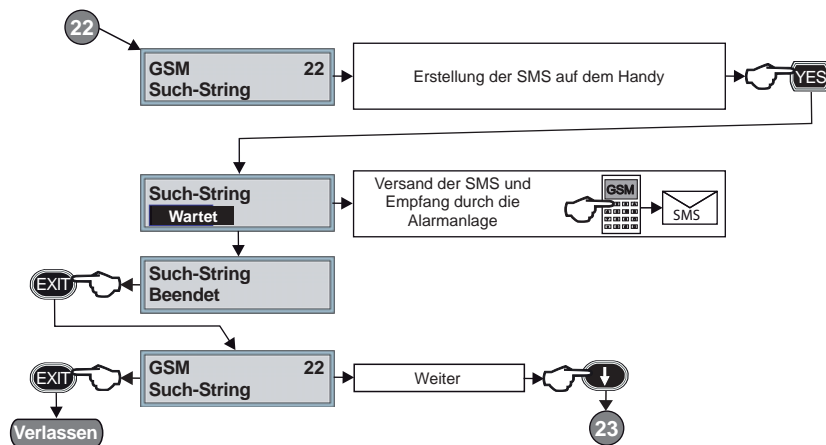 22
GSM 22
Such-String
Erstellung der SMS auf dem Handy
YES
Such-String
Wartet
Versand der SMS und
Empfang durch die
Alarmanlage
GSM
SMS
EXIT
Such-String
Beendet
EXIT
GSM 22
Such-String
Weiter
Verlassen
23